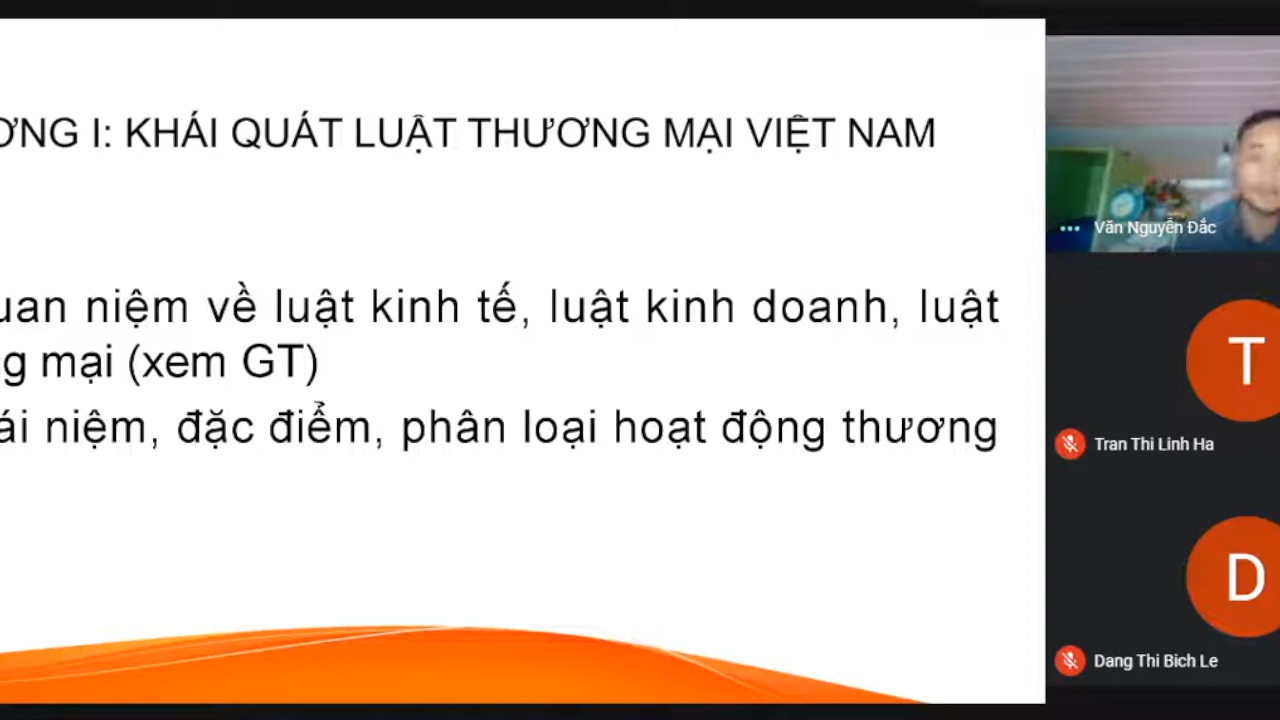 ƠNG I: KHÁI QUÁT LUẬT THƯƠNG MẠI VIỆT NAM
uan niệm về luật kinh tế, luật kinh doanh, luật
g mại (xem GT)
ái niệm, đặc điểm, phân loại hoạt động thương
Văn Nguyễn Đắc
T
Tran Thi Linh Ha
D
Dang Thi Bich Le